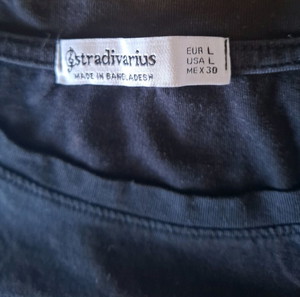 stradivarius
MADE IN BANGLADESH
EUR L
USA L
MEX 30